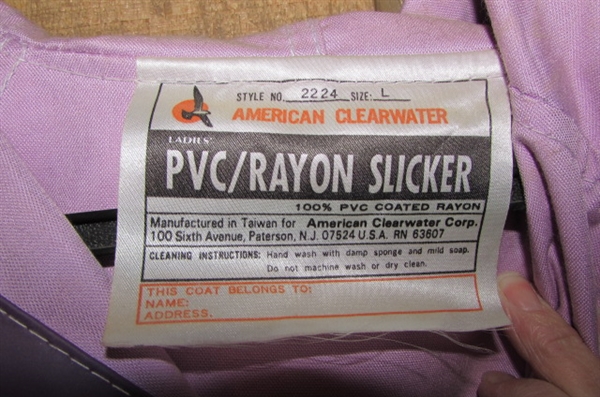 STYLE NO. 2224 SIZE: L
AMERICAN CLEARWATER
LADIES'
PVC/RAYON SLICKER
100% PVC COATED RAYON
Manufactured in Taiwan for American Clearwater Corp.
100 Sixth Avenue, Paterson, N.J. 07524 U.S.A. RN 63607
CLEANING INSTRUCTIONS: Hand wash with damp sponge and mild soap.
Do not machine wash or dry clean.
THIS COAT BELONGS TO:
NAME:
ADDRESS.